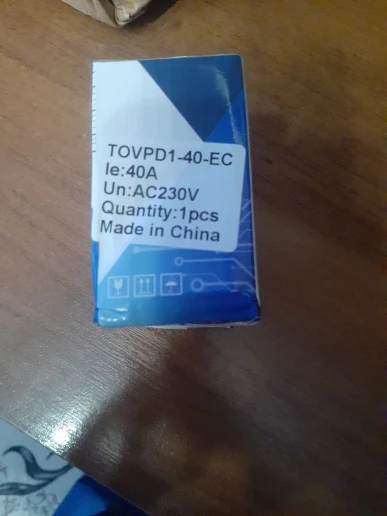 TOVPD1-40-EC
Ie:40A
Un:AC230V
Quantity:1pcs
Made in China